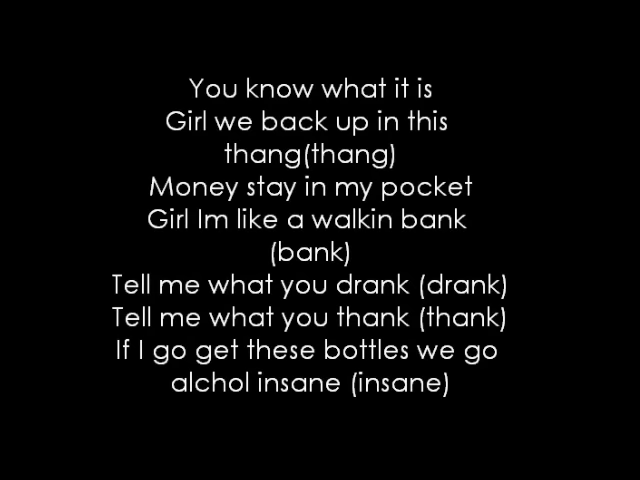 You know what it is
Girl we back up in this
thang(thang)
Money stay in my pocket
Girl Im like a walkin bank
(bank)
Tell me what you drank (drank)
Tell me what you thank (thank)
If I go get these bottles we go
alchol insane (insane)